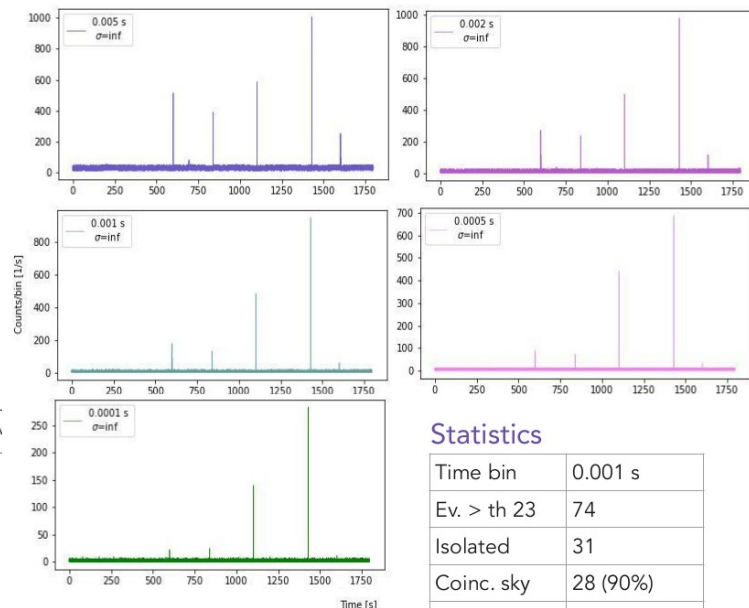 0.005 s
σ=inf
1000
800
600
400
200
0
0 250 500 750 1000 1250 1500 1750
0.002 s
σ=inf
1000
800
600
400
200
0
0 250 500 750 1000 1250 1500 1750
Counts/bin [1/s]
0.001 s
σ=inf
800
600
400
200
0
0 250 500 750 1000 1250 1500 1750
0.0005 s
σ=inf
700
600
500
400
300
200
100
0
0 250 500 750 1000 1250 1500 1750
0.0001 s
σ=inf
250
200
150
100
50
0
0 250 500 750 1000 1250 1500 1750
Time [s]
Statistics
Time bin 0.001 s
Ev. > th 23 74
Isolated 31
Coinc. sky 28 (90%)